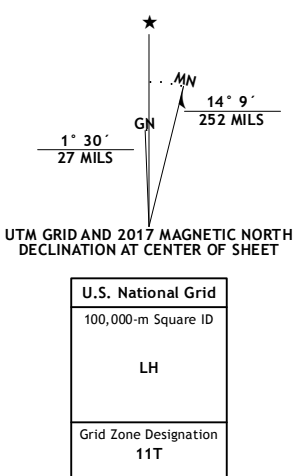 ★
MN
GN
14° 9´
252 MILS
1° 30´
27 MILS
UTM GRID AND 2017 MAGNETIC NORTH
DECLINATION AT CENTER OF SHEET
U.S. National Grid
100,000-m Square ID
LH
Grid Zone Designation
11T